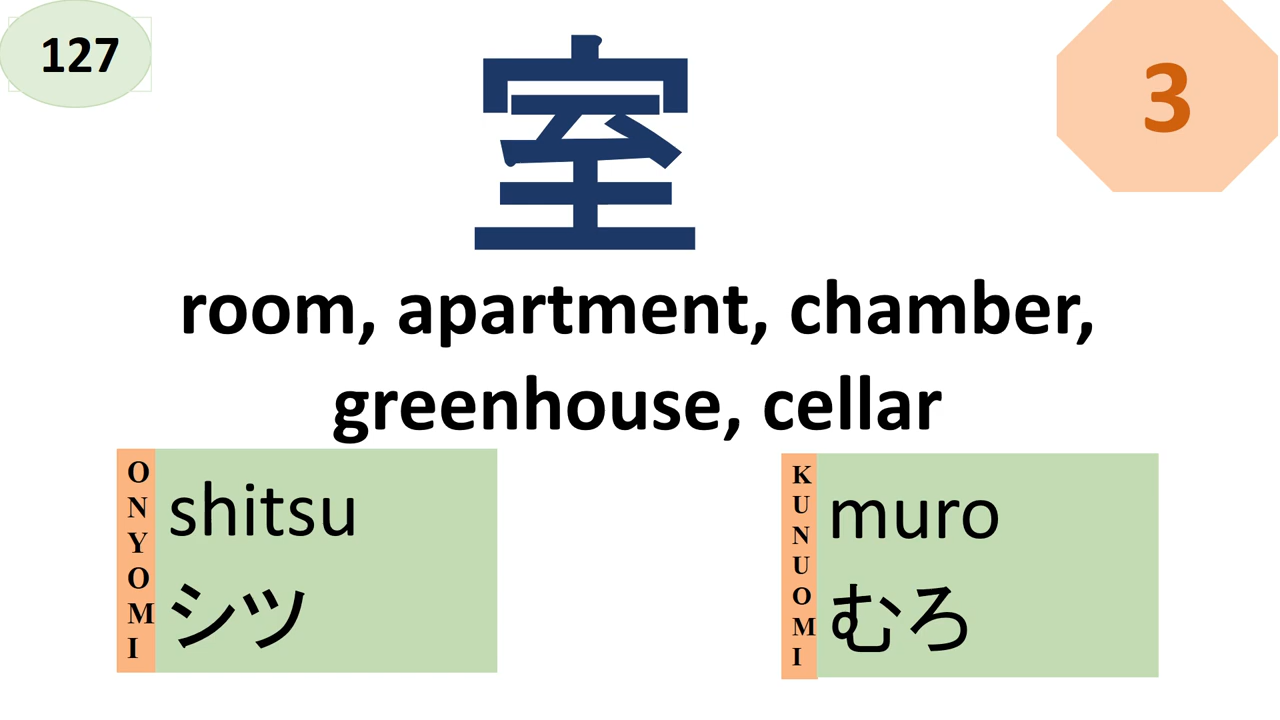 127
室
3
room, apartment, chamber,
greenhouse, cellar
ONYOMI
shitsu
シツ
KUNUOMI
muro
むろ